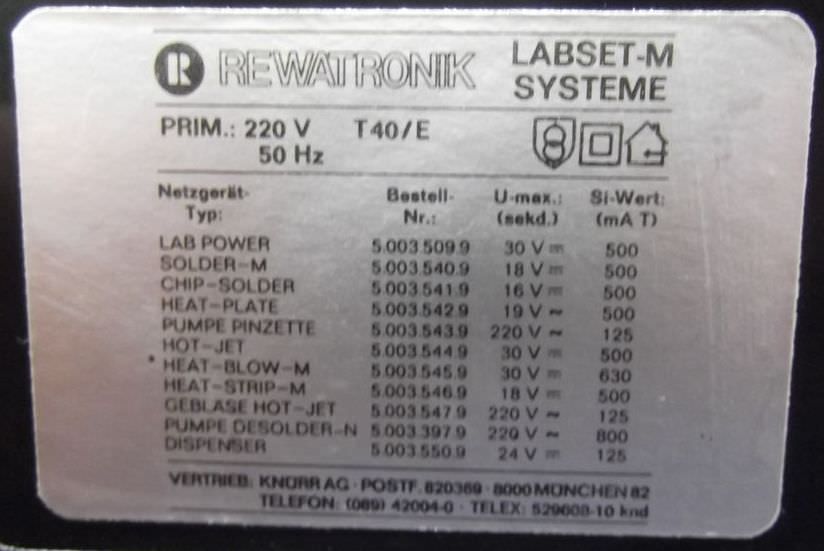 R REWATRONIK LABSET-M
SYSTEME
PRIM.: 220 V T40/E
50 Hz
Netzgerät- Bestell- U-max.: Si-Wert:
Typ: Nr.: (sekd.) (mA T)
LAB POWER 5.003.509.9 30 V ⎓ 500
SOLDER-M 5.003.540.9 18 V ⎓ 500
CHIP-SOLDER 5.003.541.9 16 V ⎓ 500
HEAT-PLATE 5.003.542.9 19 V ~ 500
PUMPE PINZETTE 5.003.543.9 220 V ~ 125
HOT-JET 5.003.544.9 30 V ⎓ 500
• HEAT-BLOW-M 5.003.545.9 30 V ⎓ 630
HEAT-STRIP-M 5.003.546.9 18 V ⎓ 500
GEBLÄSE HOT-JET 5.003.547.9 220 V ~ 125
PUMPE DESOLDER-N 5.003.397.9 220 V ~ 800
DISPENSER 5.003.550.9 24 V ⎓ 125
VERTRIEB: KNÜRR AG · POSTF. 820369 · 8000 MÜNCHEN 82
TELEFON: (089) 42004-0 · TELEX: 529608-10 knd